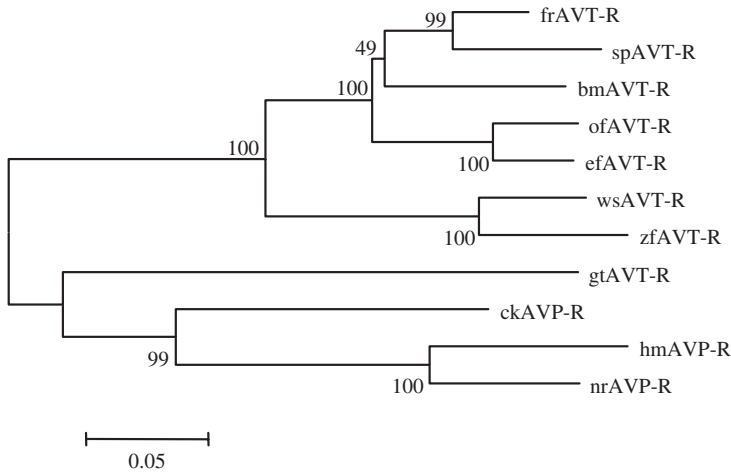 99
frAVT-R
49
spAVT-R
100
bmAVT-R
ofAVT-R
100
100
efAVT-R
wsAVT-R
100
zfAVT-R
gtAVT-R
ckAVP-R
99
hmAVP-R
100
nrAVP-R
0.05